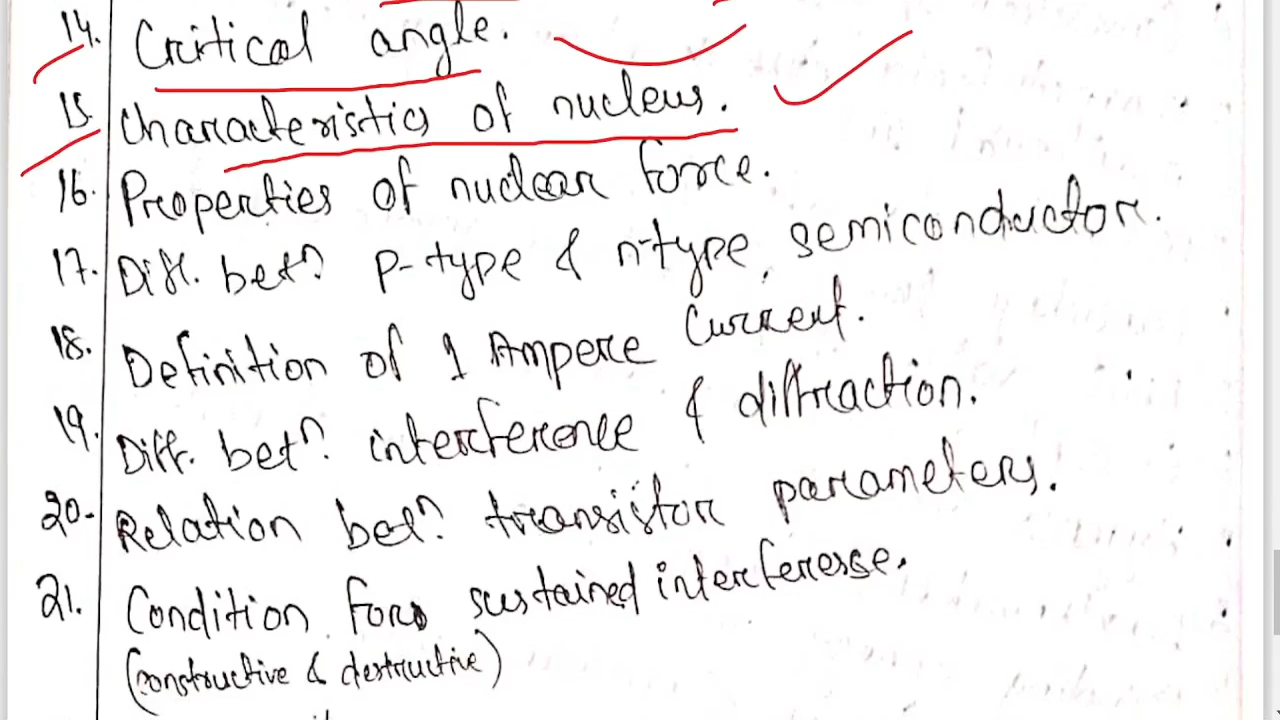 14. Critical angle.
15. Characteristics of nucleus.
16. Properties of nuclear force.
17. Diff. betn p-type & n-type semiconductor.
18. Definition of 1 Ampere current.
19. Diff. betn interference & diffraction.
20. Relation betn transistor parameters.
21. Condition for sustained interference.
(constructive & destructive)